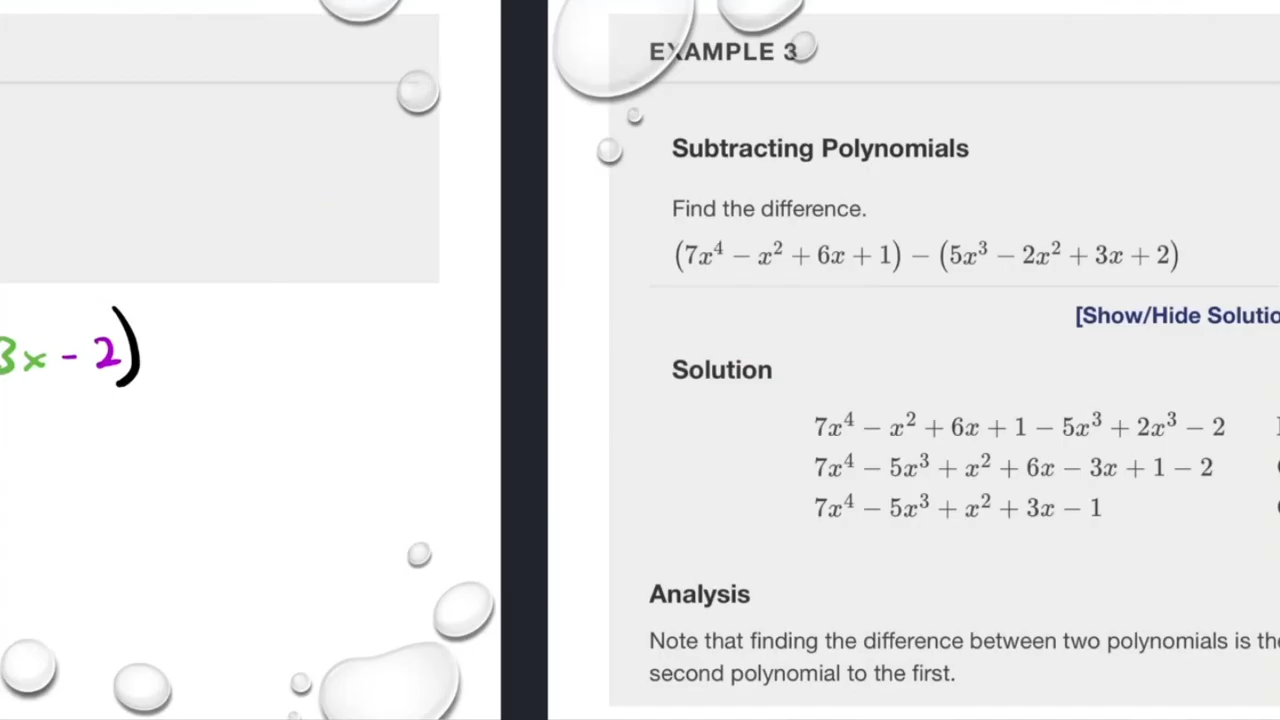 3x - 2)
EXAMPLE 3
Subtracting Polynomials
Find the difference.
(7x⁴ − x² + 6x + 1) − (5x³ − 2x² + 3x + 2)
[Show/Hide Solutio
Solution
7x⁴ − x² + 6x + 1 − 5x³ + 2x³ − 2
7x⁴ − 5x³ + x² + 6x − 3x + 1 − 2
7x⁴ − 5x³ + x² + 3x − 1
Analysis
Note that finding the difference between two polynomials is the
second polynomial to the first.